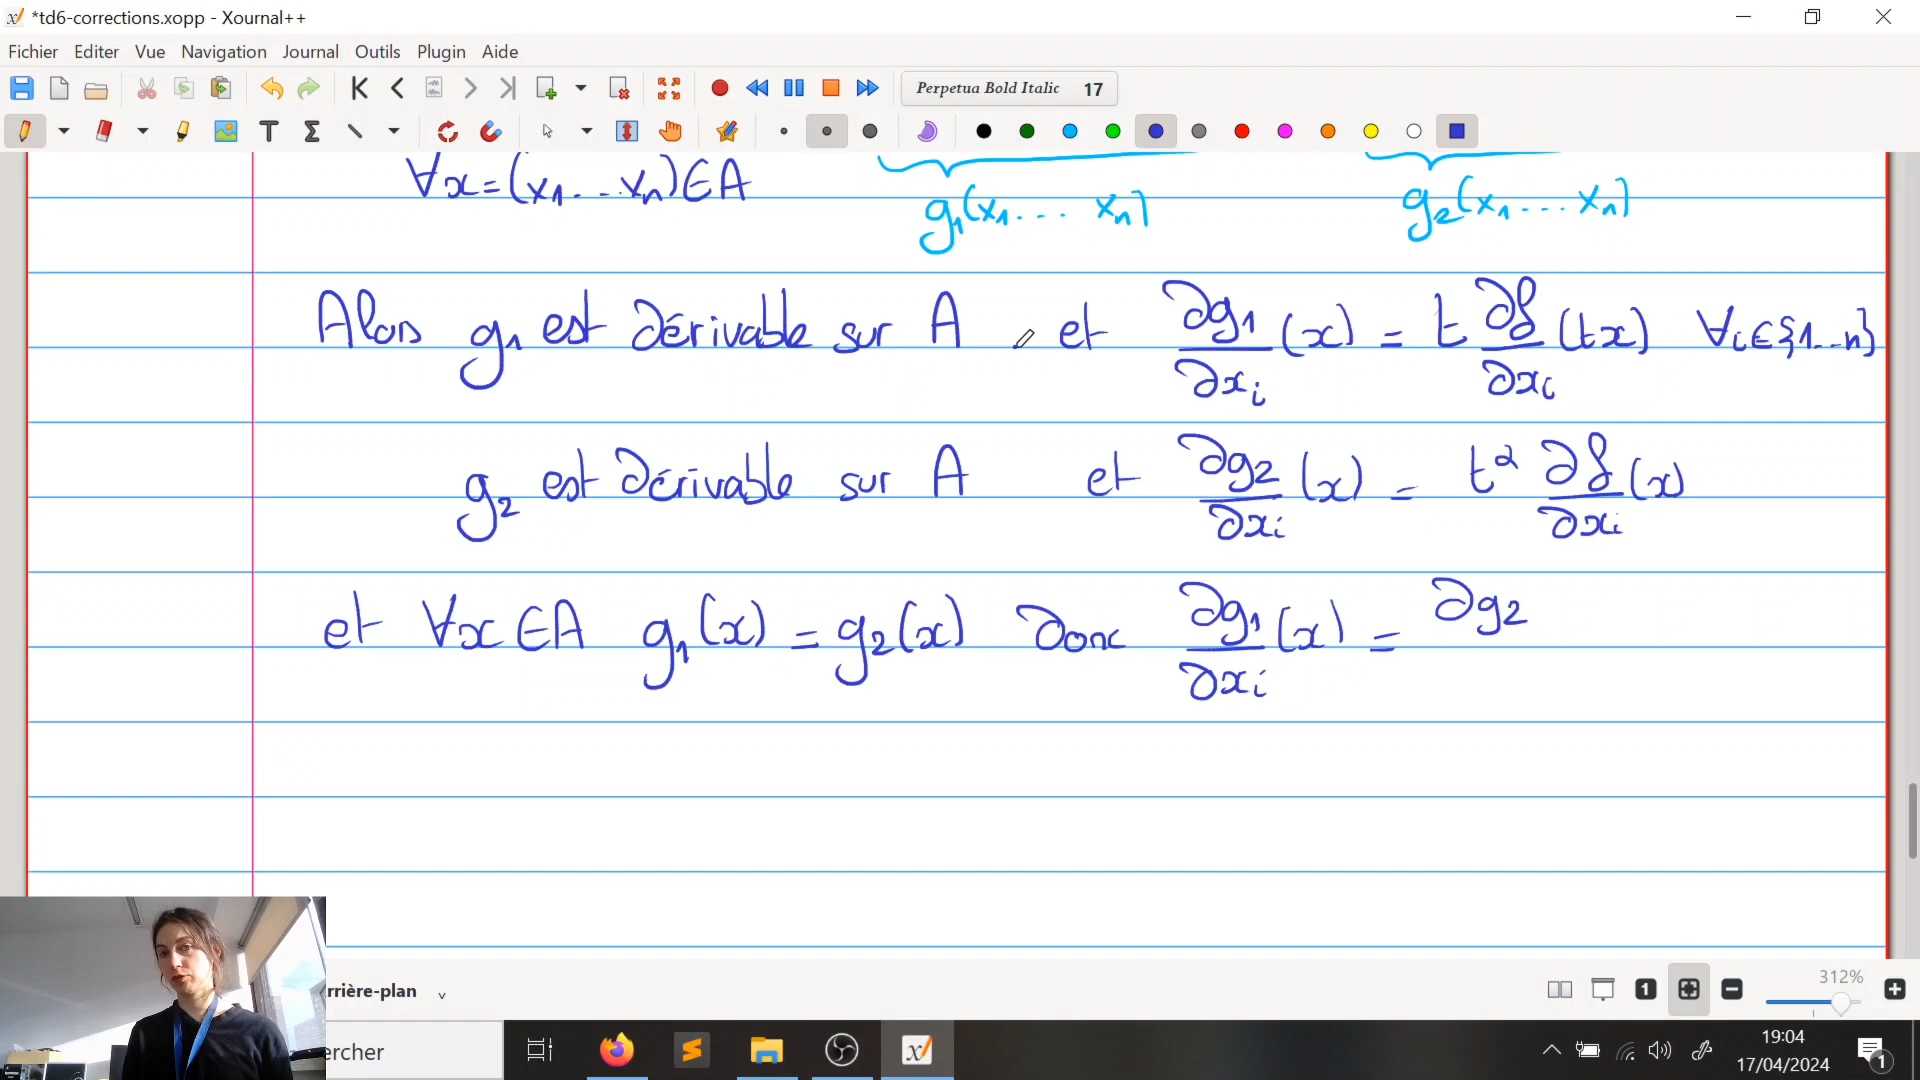 *td6-corrections.xopp - Xournal++
Fichier Editer Vue Navigation Journal Outils Plugin Aide
Perpetua Bold Italic 17
∀x=(x₁...xₙ)∈A
g₁(x₁... xₙ) g₂(x₁...xₙ)
Alors g₁ est dérivable sur A et ∂g₁/∂xᵢ (x) = t ∂f/∂xᵢ (tx) ∀i∈{1..n}
g₂ est dérivable sur A et ∂g₂/∂xᵢ (x) = t^α ∂f/∂xᵢ (x)
et ∀x∈A g₁(x) = g₂(x) donc ∂g₁/∂xᵢ (x) = ∂g₂
rrière-plan
312%
ercher
19:04
17/04/2024
1